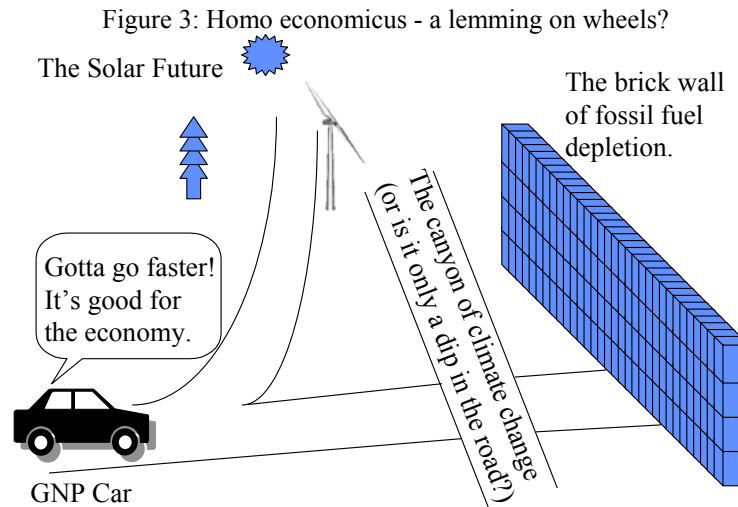 Figure 3: Homo economicus - a lemming on wheels?
The Solar Future
The brick wall
of fossil fuel
depletion.
Gotta go faster!
It’s good for
the economy.
The canyon of climate change
(or is it only a dip in the road?)
GNP Car